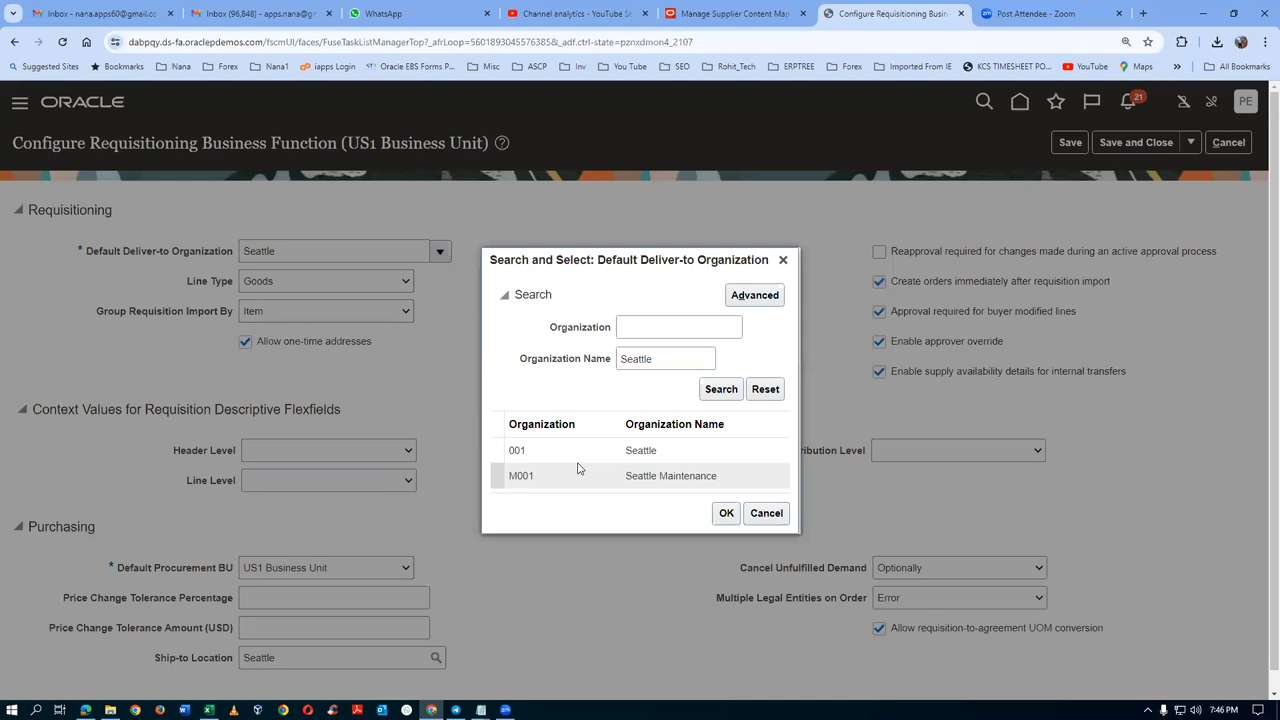 Inbox - nana.apps60@gmail.co
Inbox (96,848) - apps.nana@g
WhatsApp
Channel analytics - YouTube St
Manage Supplier Content Map
Configure Requisitioning Busin
Post Attendee - Zoom
dabpqy.ds-fa.oraclepdemos.com/fscmUI/faces/FuseTaskListManagerTop?_afrLoop=56018930455763​85&_adf.ctrl-state=pznxdmon4_2107
Suggested Sites Bookmarks Nana Forex Nana1 iapps Login Oracle EBS Forms P... Misc ASCP Inv You Tube SEO Rohit_Tech ERPTREE Forex Imported From IE KCS TIMESHEET PO... YouTube Maps » All Bookmarks
ORACLE
21
PE
Configure Requisitioning Business Function (US1 Business Unit)
Save Save and Close Cancel
Requisitioning
* Default Deliver-to Organization Seattle
Line Type Goods
Group Requisition Import By Item
Allow one-time addresses
Reapproval required for changes made during an active approval process
Create orders immediately after requisition import
Approval required for buyer modified lines
Enable approver override
Enable supply availability details for internal transfers
Search and Select: Default Deliver-to Organization
Search
Advanced
Organization
Organization Name Seattle
Search Reset
Organization Organization Name
001 Seattle
M001 Seattle Maintenance
OK Cancel
Context Values for Requisition Descriptive Flexfields
Header Level
Line Level
ribution Level
Purchasing
* Default Procurement BU US1 Business Unit
Price Change Tolerance Percentage
Price Change Tolerance Amount (USD)
Ship-to Location Seattle
Cancel Unfulfilled Demand Optionally
Multiple Legal Entities on Order Error
Allow requisition-to-agreement UOM conversion
7:46 PM